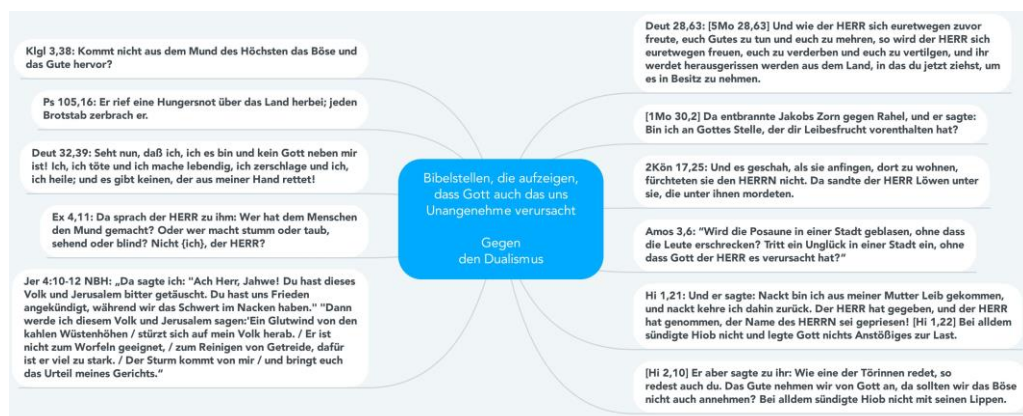 Klgl 3,38: Kommt nicht aus dem Mund des Höchsten das Böse und
das Gute hervor?
Ps 105,16: Er rief eine Hungersnot über das Land herbei; jeden
Brotstab zerbrach er.
Deut 32,39: Seht nun, daß ich, ich es bin und kein Gott neben mir
ist! Ich, ich töte und ich mache lebendig, ich zerschlage und ich,
ich heile; und es gibt keinen, der aus meiner Hand rettet!
Ex 4,11: Da sprach der HERR zu ihm: Wer hat dem Menschen
den Mund gemacht? Oder wer macht stumm oder taub,
sehend oder blind? Nicht {ich}, der HERR?
Jer 4:10-12 NBH: „Da sagte ich: "Ach Herr, Jahwe! Du hast dieses
Volk und Jerusalem bitter getäuscht. Du hast uns Frieden
angekündigt, während wir das Schwert im Nacken haben." "Dann
werde ich diesem Volk und Jerusalem sagen:'Ein Glutwind von den
kahlen Wüstenhöhen / stürzt sich auf mein Volk herab. / Er ist
nicht zum Worfeln geeignet, / zum Reinigen von Getreide, dafür
ist er viel zu stark. / Der Sturm kommt von mir / und bringt euch
das Urteil meines Gerichts.“
Bibelstellen, die aufzeigen,
dass Gott auch das uns
Unangenehme verursacht
Gegen
den Dualismus
Deut 28,63: [5Mo 28,63] Und wie der HERR sich euretwegen zuvor
freute, euch Gutes zu tun und euch zu mehren, so wird der HERR sich
euretwegen freuen, euch zu verderben und euch zu vertilgen, und ihr
werdet herausgerissen werden aus dem Land, in das du jetzt ziehst, um
es in Besitz zu nehmen.
[1Mo 30,2] Da entbrannte Jakobs Zorn gegen Rahel, und er sagte:
Bin ich an Gottes Stelle, der dir Leibesfrucht vorenthalten hat?
2Kön 17,25: Und es geschah, als sie anfingen, dort zu wohnen,
fürchteten sie den HERRN nicht. Da sandte der HERR Löwen unter
sie, die unter ihnen mordeten.
Amos 3,6: "Wird die Posaune in einer Stadt geblasen, ohne dass
die Leute erschrecken? Tritt ein Unglück in einer Stadt ein, ohne
dass Gott der HERR es verursacht hat?"
Hi 1,21: Und er sagte: Nackt bin ich aus meiner Mutter Leib gekommen,
und nackt kehre ich dahin zurück. Der HERR hat gegeben, und der HERR
hat genommen, der Name des HERRN sei gepriesen! [Hi 1,22] Bei alldem
sündigte Hiob nicht und legte Gott nichts Anstößiges zur Last.
[Hi 2,10] Er aber sagte zu ihr: Wie eine der Törinnen redet, so
redest auch du. Das Gute nehmen wir von Gott an, da sollten wir das Böse
nicht auch annehmen? Bei alldem sündigte Hiob nicht mit seinen Lippen.